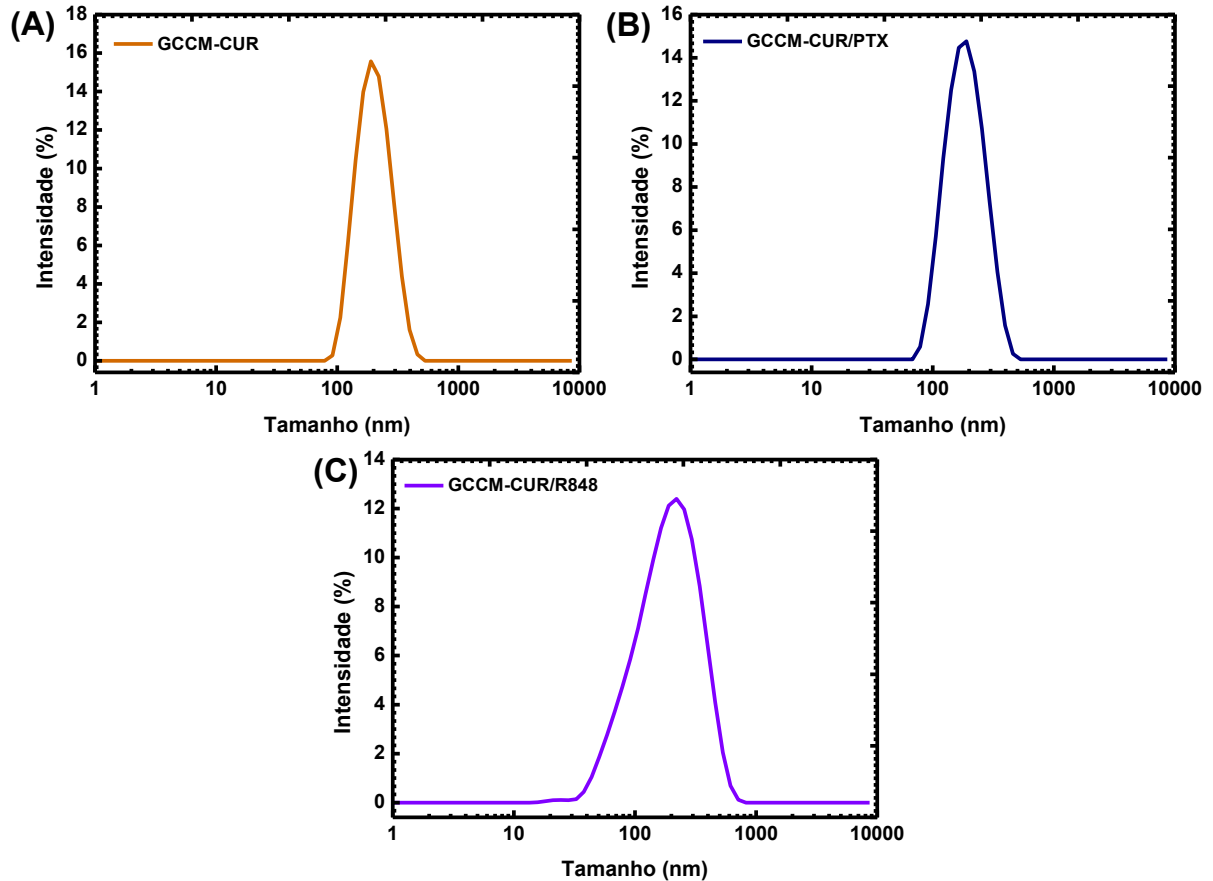 (A)
GCCM-CUR
Intensidade (%)
18
16
14
12
10
8
6
4
2
0
1 10 100 1000 10000
Tamanho (nm)
(B)
GCCM-CUR/PTX
Intensidade (%)
16
14
12
10
8
6
4
2
0
1 10 100 1000 10000
Tamanho (nm)
(C)
GCCM-CUR/R848
Intensidade (%)
14
12
10
8
6
4
2
0
1 10 100 1000 10000
Tamanho (nm)